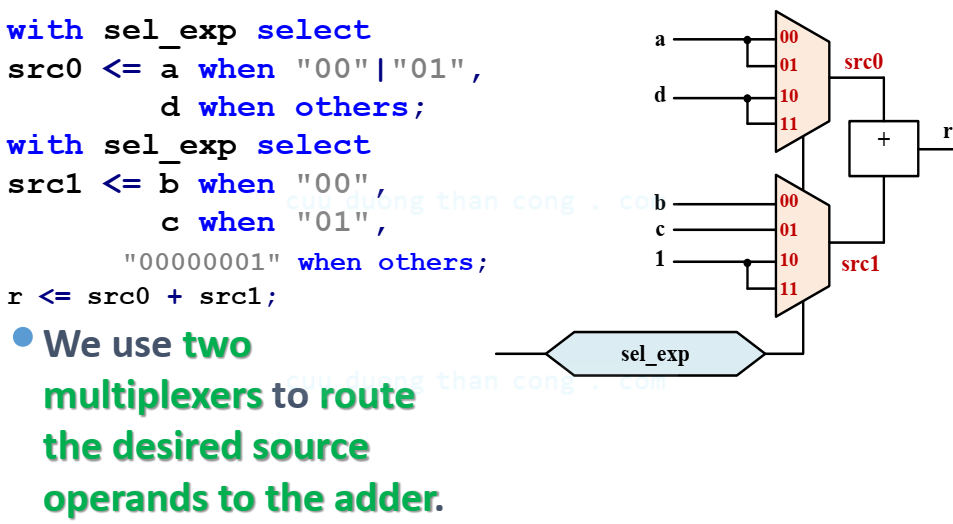 with sel_exp select
src0 <= a when "00"|"01",
d when others;
with sel_exp select
src1 <= b when "00",
c when "01",
"00000001" when others;
r <= src0 + src1;
We use two
multiplexers to route
the desired source
operands to the adder.
a
d
00
01
10
11
src0
+
r
b
c
1
00
01
10
11
src1
sel_exp
cuu duong than cong . com
cuu duong than cong . com